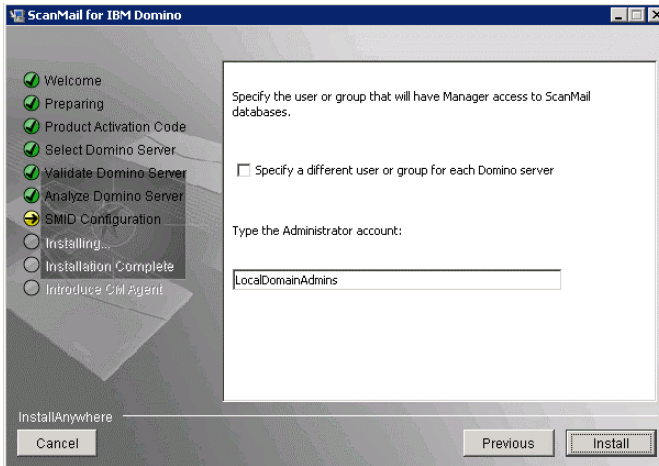 ScanMail for IBM Domino
Welcome
Preparing
Product Activation Code
Select Domino Server
Validate Domino Server
Analyze Domino Server
SMID Configuration
Installing...
Installation Complete
Introduce CM Agent
Specify the user or group that will have Manager access to ScanMail
databases.
Specify a different user or group for each Domino server
Type the Administrator account:
LocalDomainAdmins
InstallAnywhere
Cancel
Previous
Install